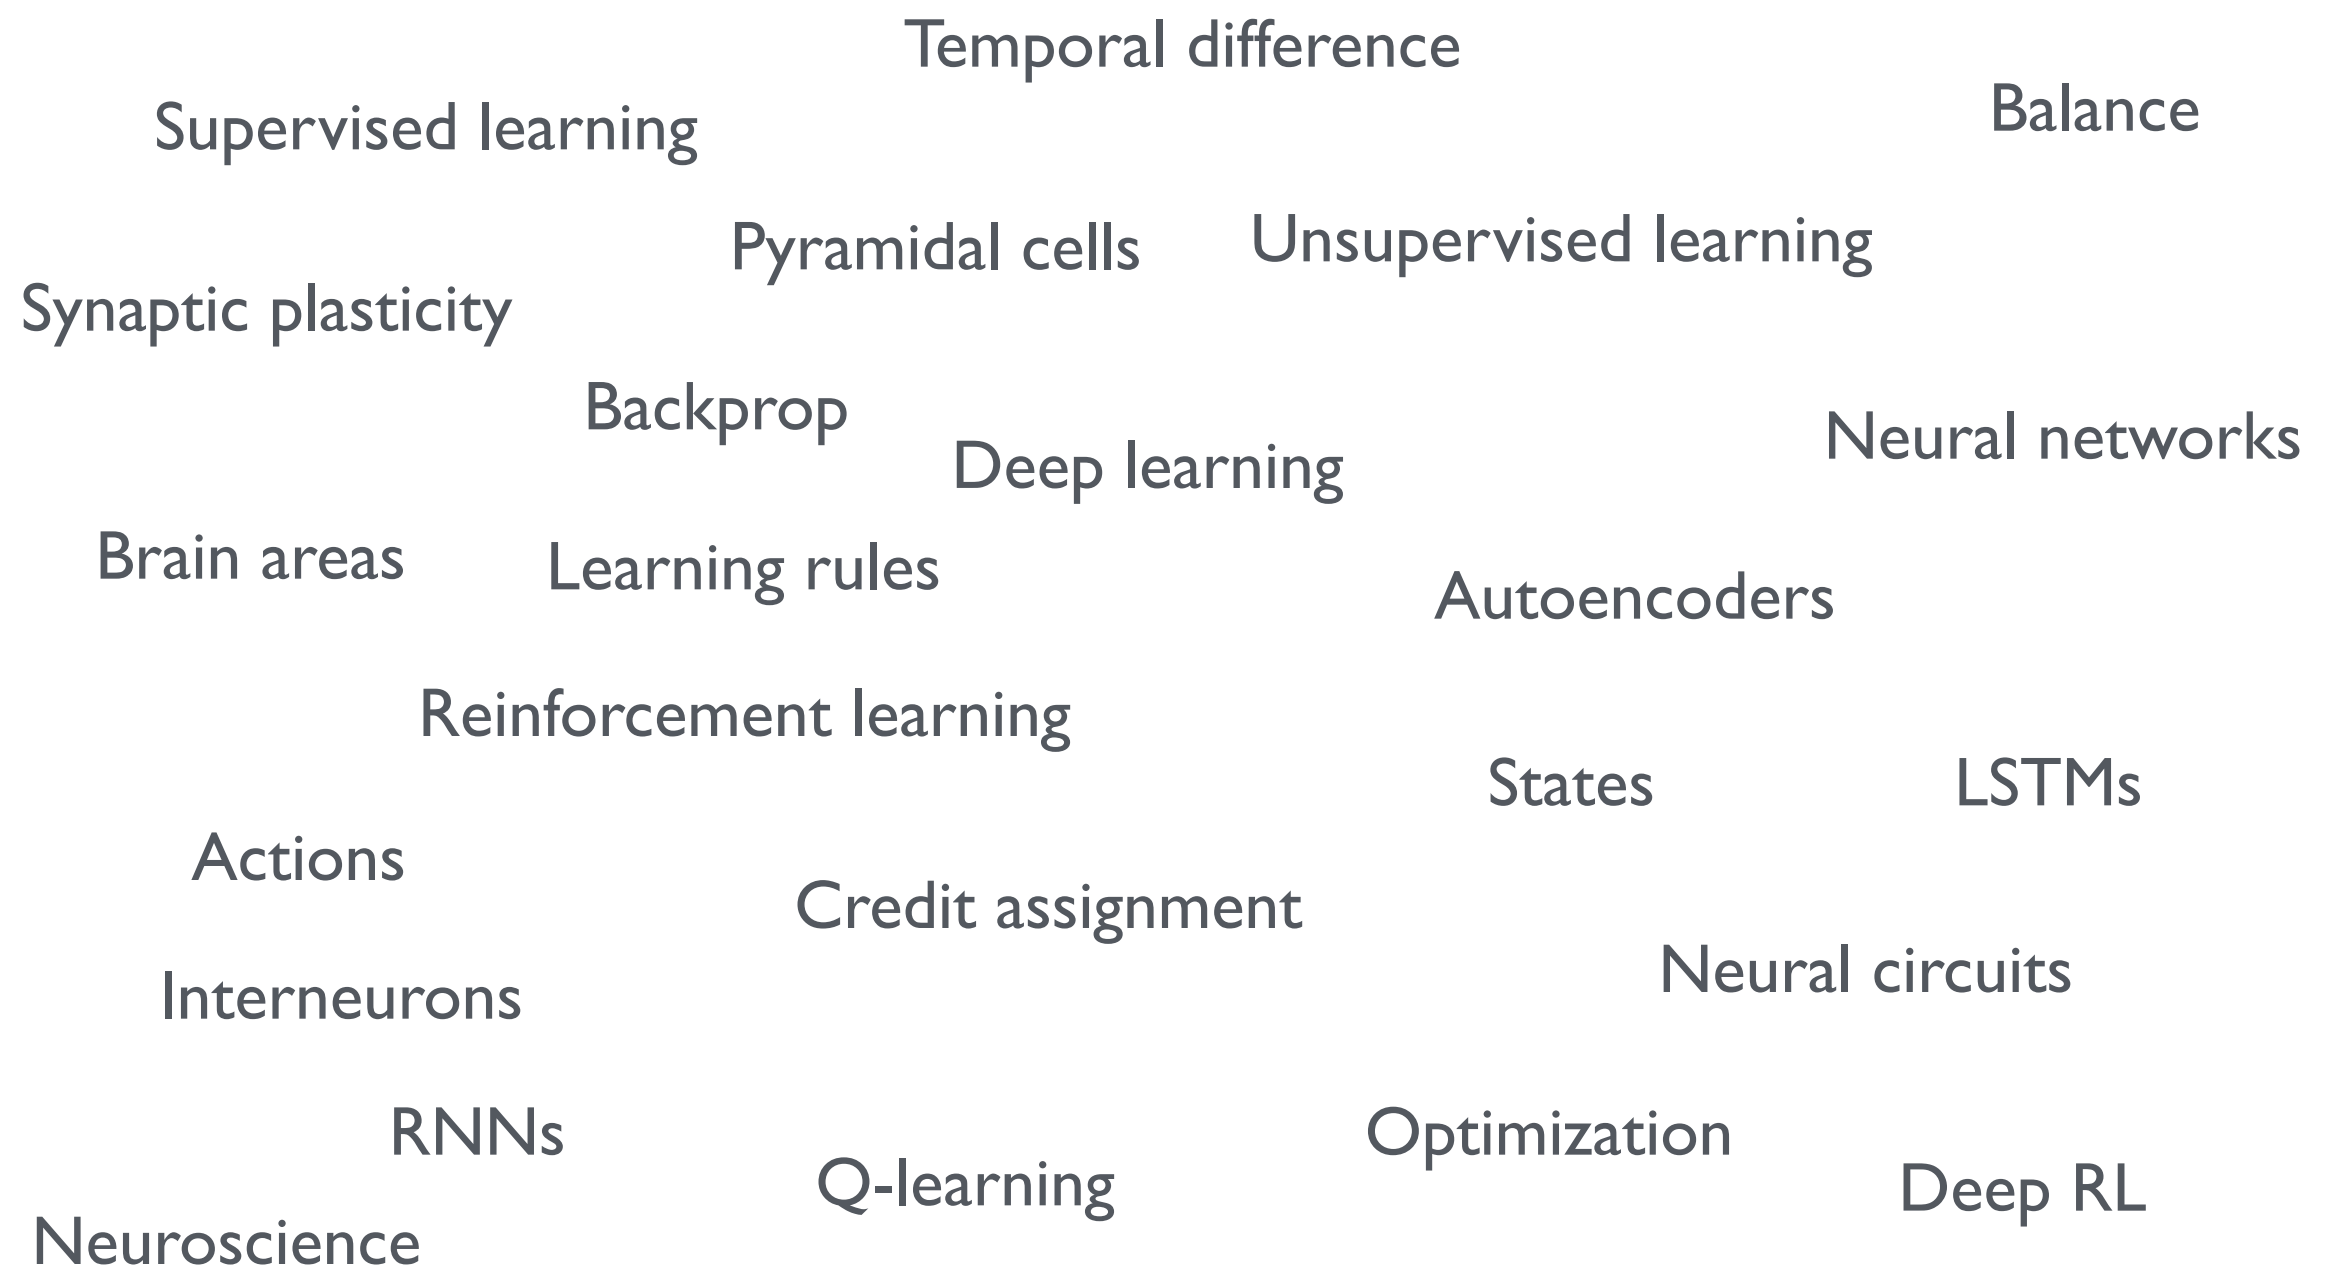 Temporal difference
Balance
Supervised learning
Pyramidal cells
Unsupervised learning
Synaptic plasticity
Backprop
Neural networks
Deep learning
Brain areas
Learning rules
Autoencoders
Reinforcement learning
States
LSTMs
Actions
Credit assignment
Neural circuits
Interneurons
RNNs
Optimization
Q-learning
Deep RL
Neuroscience